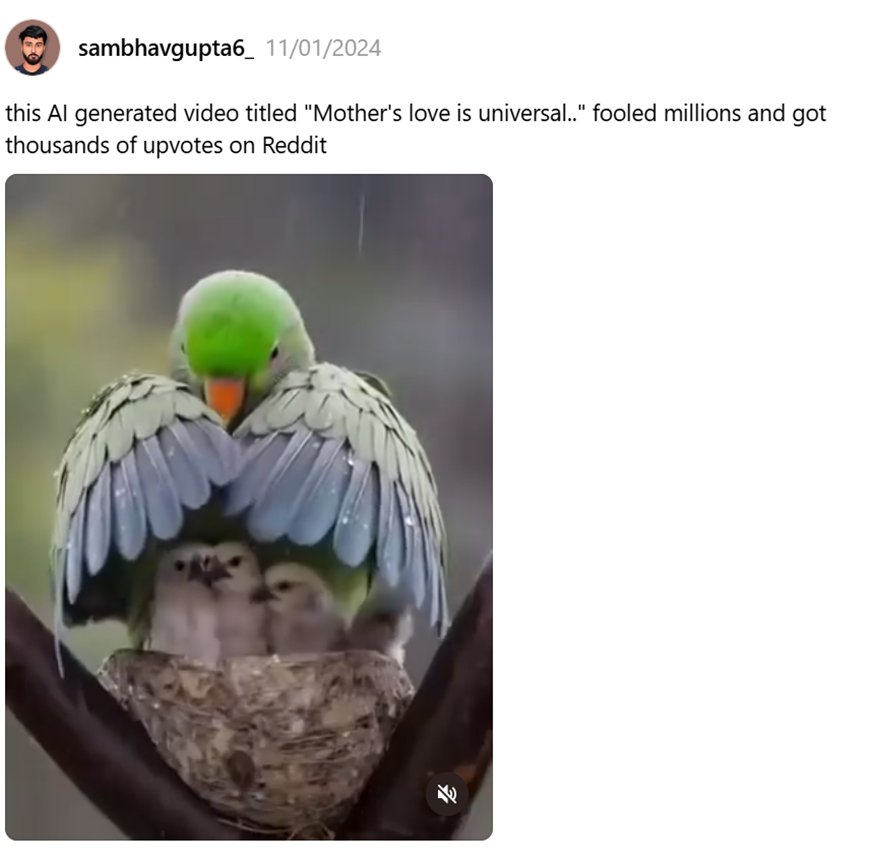 sambhavgupta6_ 11/01/2024
this AI generated video titled "Mother's love is universal.." fooled millions and got
thousands of upvotes on Reddit